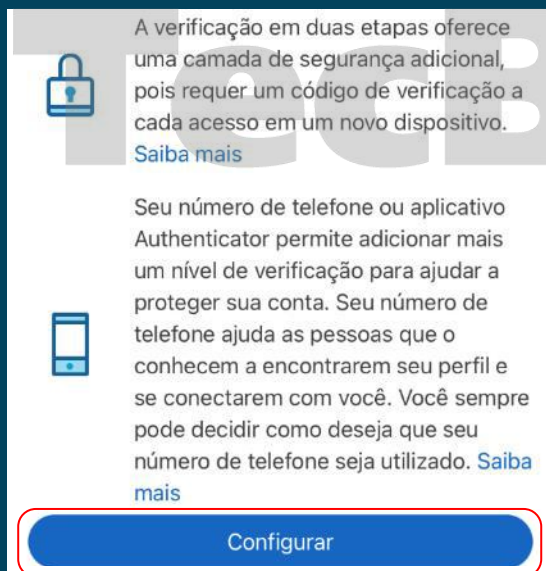 A verificação em duas etapas oferece
uma camada de segurança adicional,
pois requer um código de verificação a
cada acesso em um novo dispositivo.
Saiba mais
Seu número de telefone ou aplicativo
Authenticator permite adicionar mais
um nível de verificação para ajudar a
proteger sua conta. Seu número de
telefone ajuda as pessoas que o
conhecem a encontrarem seu perfil e
se conectarem com você. Você sempre
pode decidir como deseja que seu
número de telefone seja utilizado. Saiba
mais
Configurar